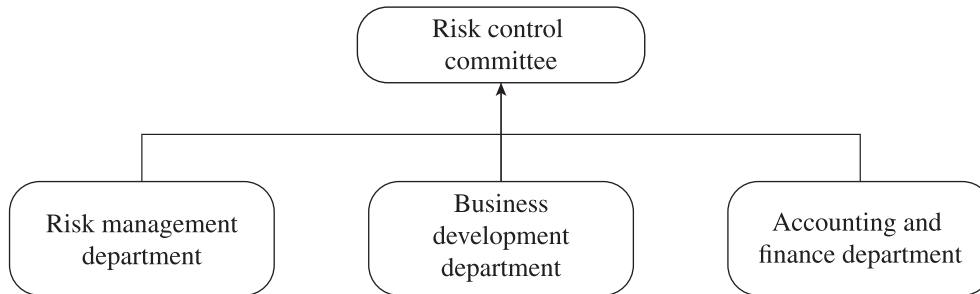 Risk control
committee
Risk management
department
Business
development
department
Accounting and
finance department